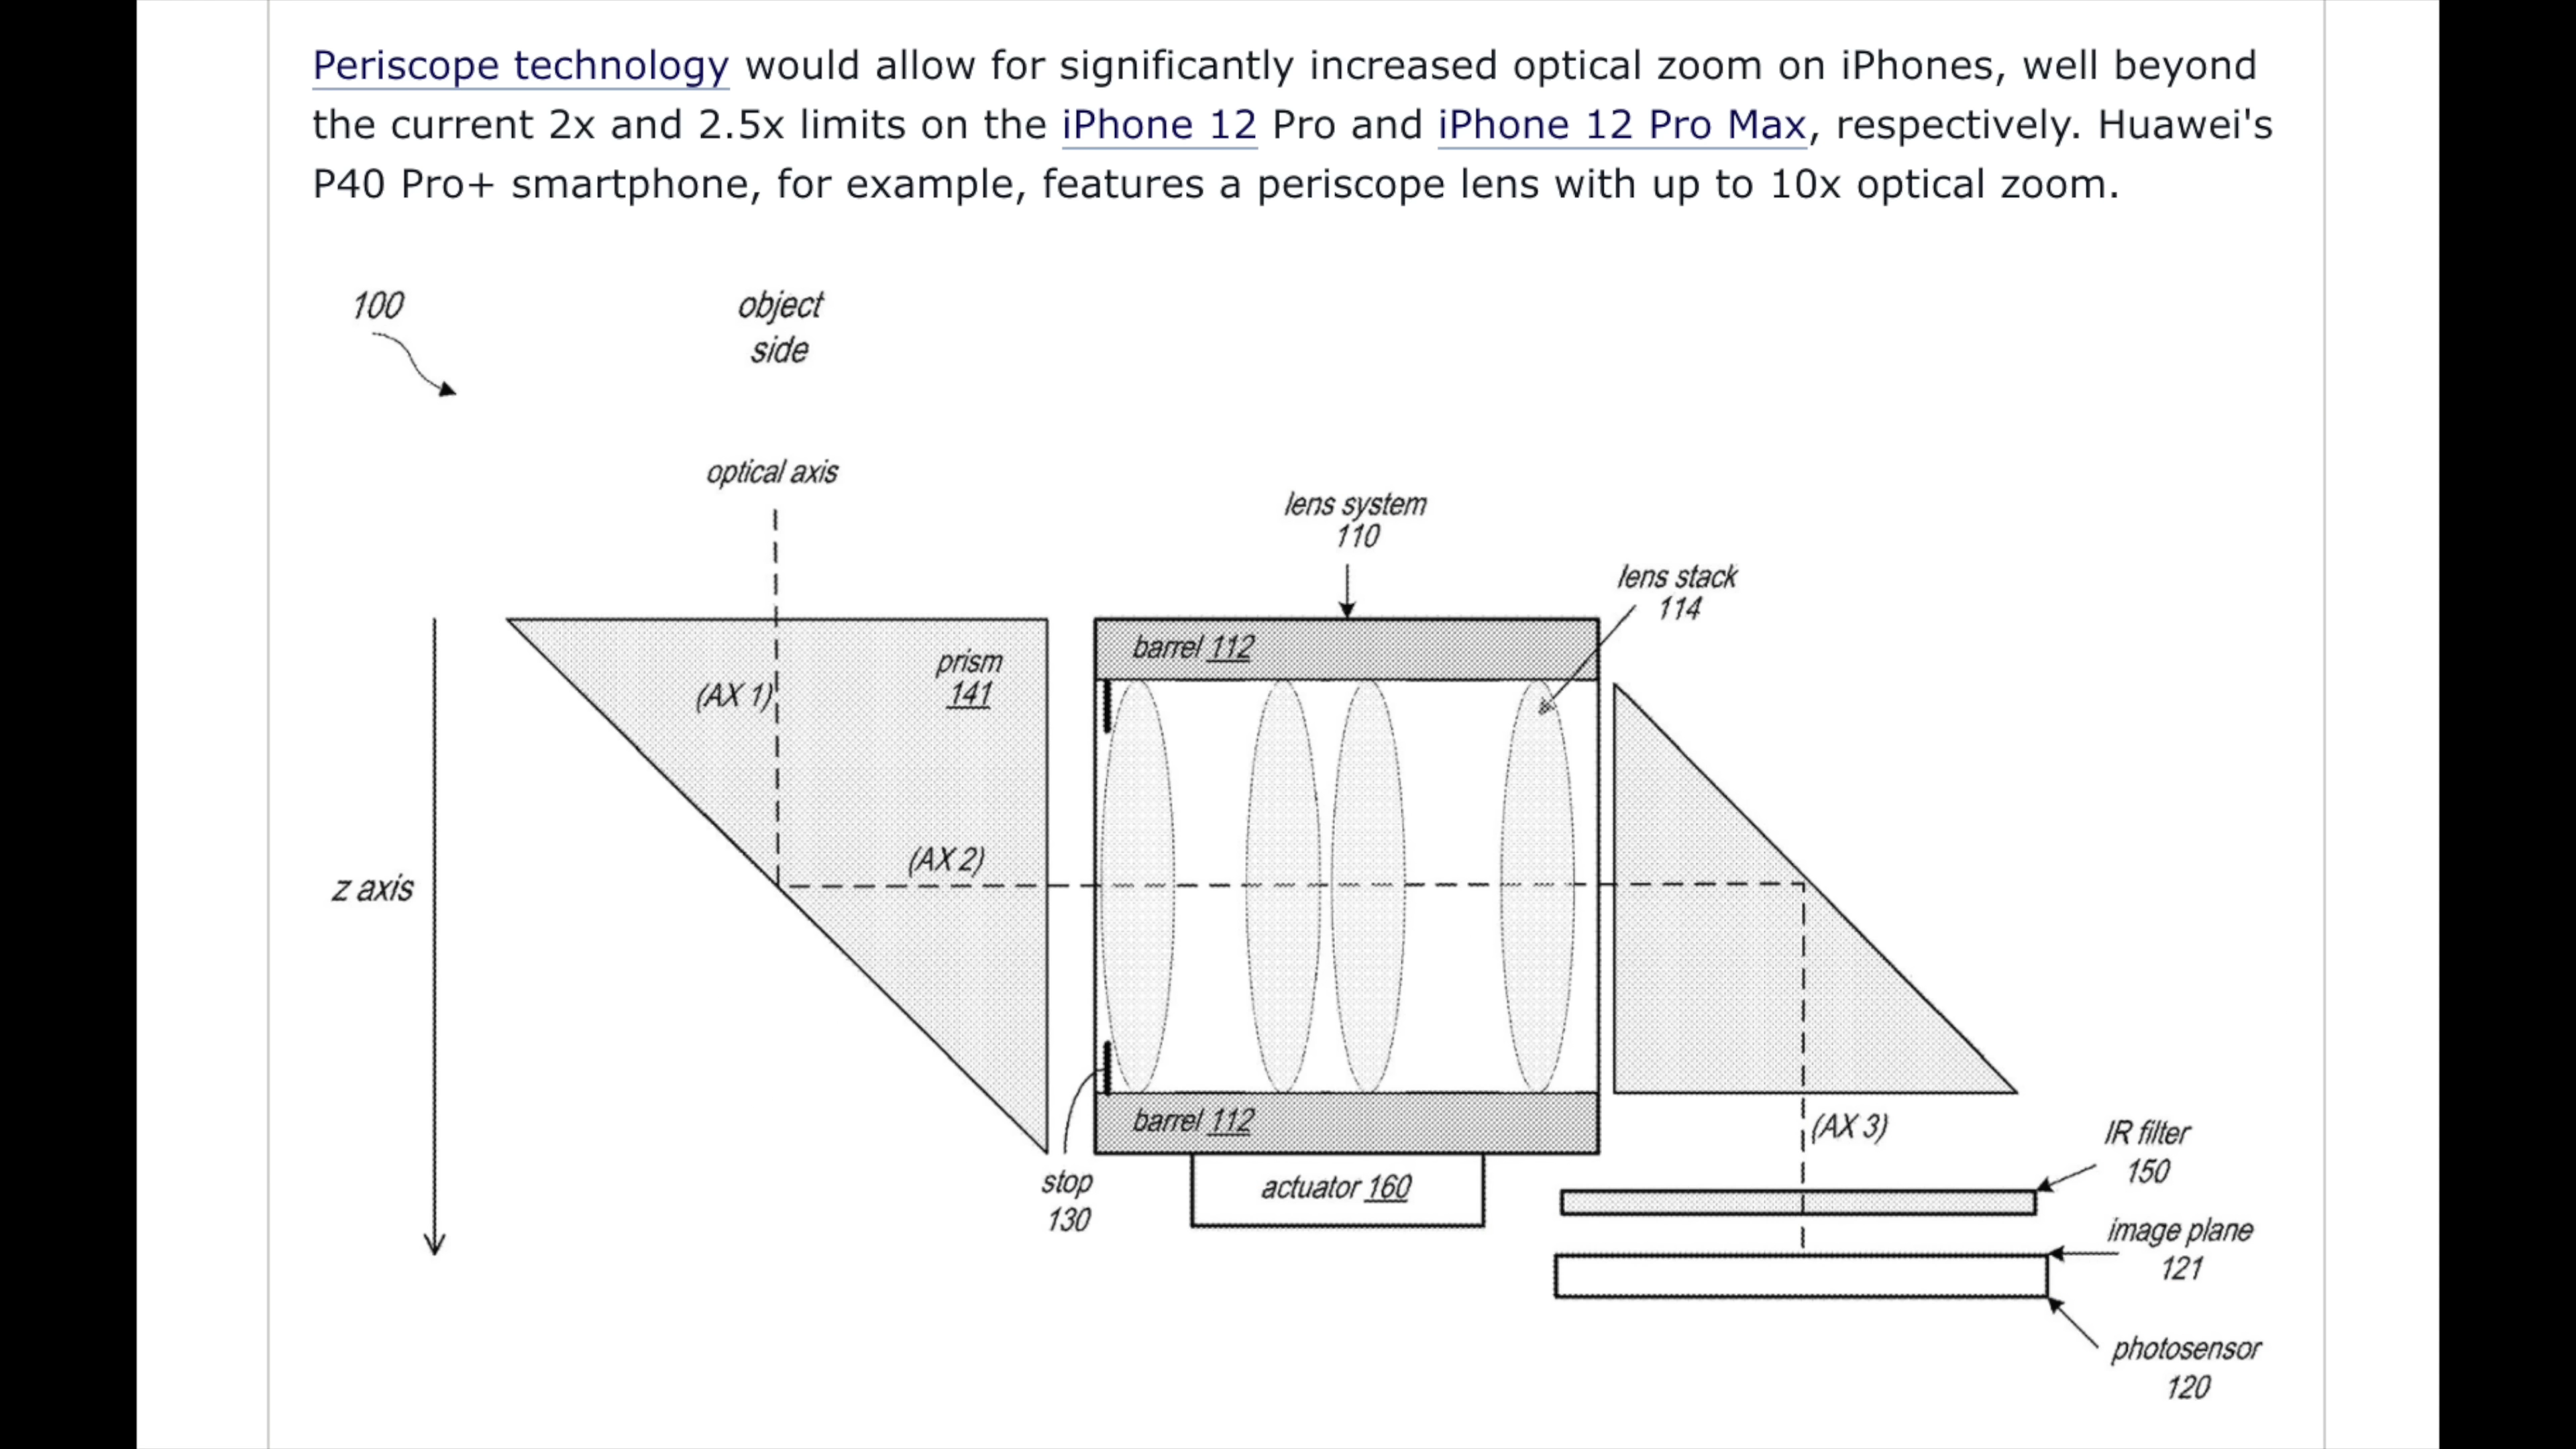 Periscope technology would allow for significantly increased optical zoom on iPhones, well beyond
the current 2x and 2.5x limits on the iPhone 12 Pro and iPhone 12 Pro Max, respectively. Huawei's
P40 Pro+ smartphone, for example, features a periscope lens with up to 10x optical zoom.
100
object
side
optical axis
lens system
110
lens stack
114
barrel 112
prism
141
(AX 1)
(AX 2)
z axis
barrel 112
(AX 3)
IR filter
150
stop
130
actuator 160
image plane
121
photosensor
120